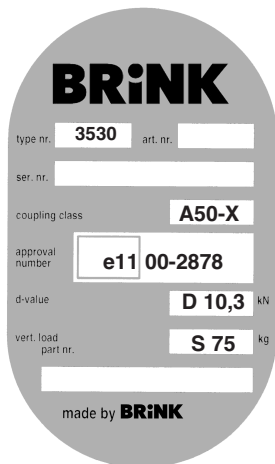 BRiNK
type nr. 3530 art. nr.
ser. nr.
coupling class A50-X
approval number e11 00-2878
d-value D 10,3 kN
vert. load S 75 kg
part nr.
made by BRiNK